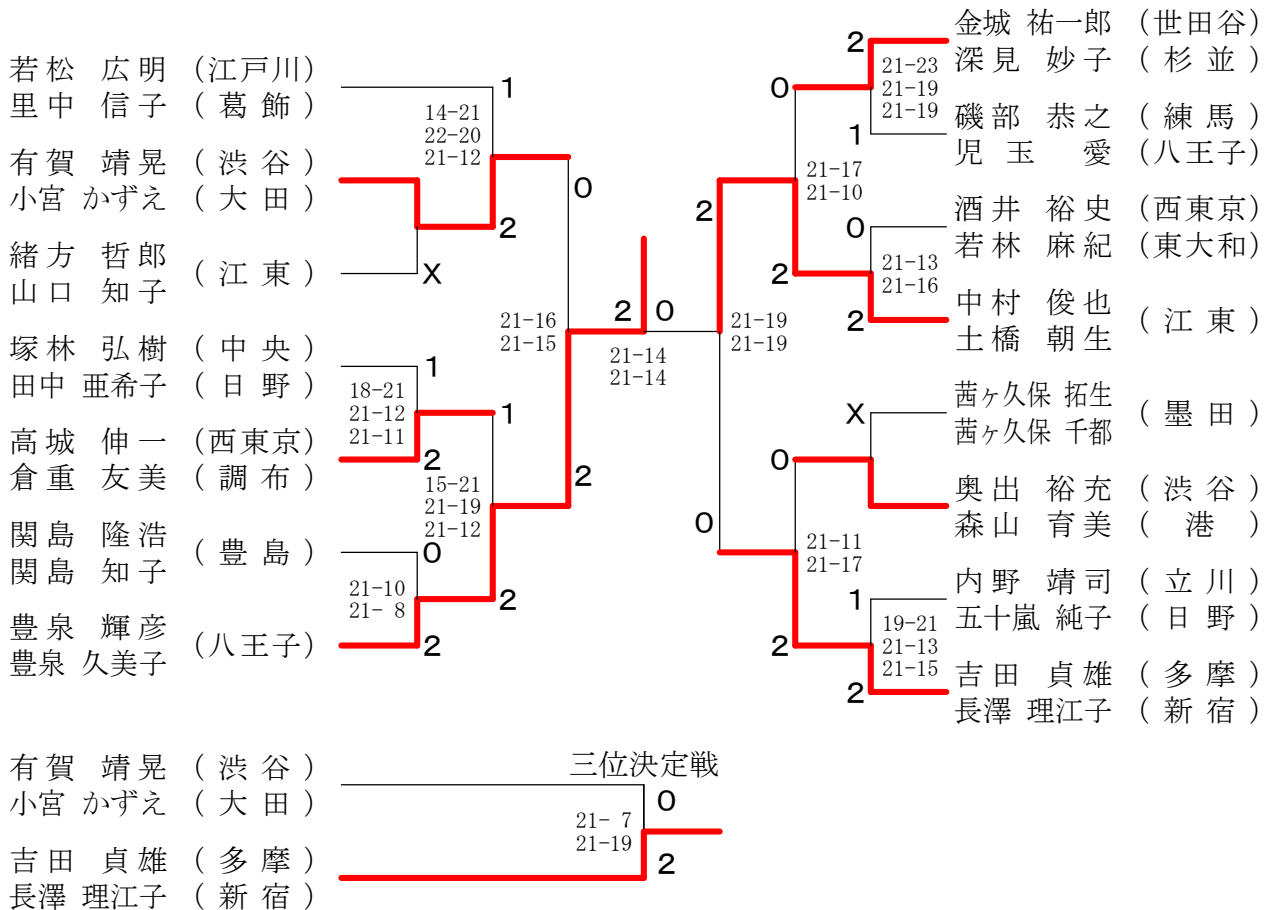 若松 広明 (江戸川)
里中 信子 ( 葛飾 )
有賀 靖晃 ( 渋谷 )
小宮 かずえ ( 大田 )
緒方 哲郎
山口 知子
( 江東 )
塚林 弘樹 ( 中央 )
田中 亜希子 ( 日野 )
高城 伸一 (西東京)
倉重 友美 ( 調布 )
関島 隆浩
関島 知子
( 豊島 )
豊泉 輝彦
豊泉 久美子
(八王子)
1
14-21
22-20
21-12
2
X
0
1
18-21
21-12
21-11
2
1
15-21
21-19
21-12
2
0
21-10
21- 8
2
21-16
21-15
2
2
0
21-14
21-14
金城 祐一郎 (世田谷)
深見 妙子 ( 杉並 )
磯部 恭之 ( 練馬 )
児玉 愛 (八王子)
酒井 裕史 (西東京)
若林 麻紀 (東大和)
中村 俊也
土橋 朝生
( 江東 )
茜ヶ久保 拓生
茜ヶ久保 千都
( 墨田 )
奥出 裕充 ( 渋谷 )
森山 育美 ( 港 )
内野 靖司 ( 立川 )
五十嵐 純子 ( 日野 )
吉田 貞雄 ( 多摩 )
長澤 理江子 ( 新宿 )
2
21-23
21-19
21-19
1
0
21-17
21-10
2
0
21-13
21-16
2
2
21-19
21-19
0
X
0
21-11
21-17
2
1
19-21
21-13
21-15
2
三位決定戦
有賀 靖晃 ( 渋谷 )
小宮 かずえ ( 大田 )
吉田 貞雄 ( 多摩 )
長澤 理江子 ( 新宿 )
0
21- 7
21-19
2